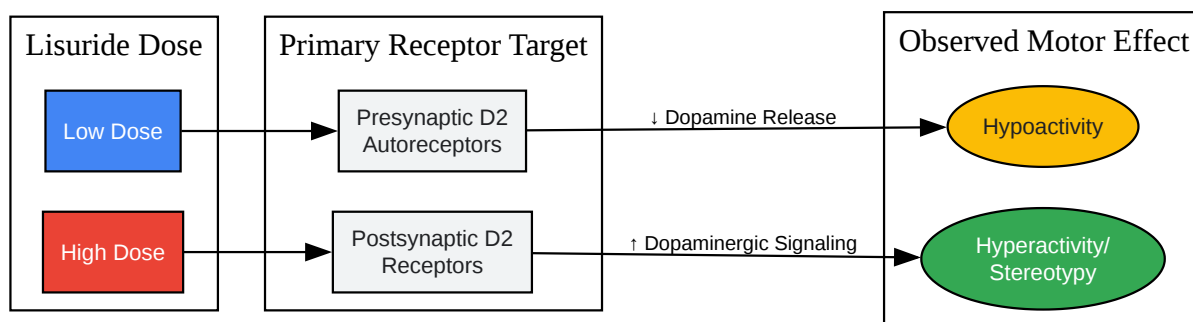 Lisuride Dose
Primary Receptor Target
Observed Motor Effect
Low Dose
Presynaptic D2
Autoreceptors
↓ Dopamine Release
Hypoactivity
High Dose
Postsynaptic D2
Receptors
↑ Dopaminergic Signaling
Hyperactivity/
Stereotypy